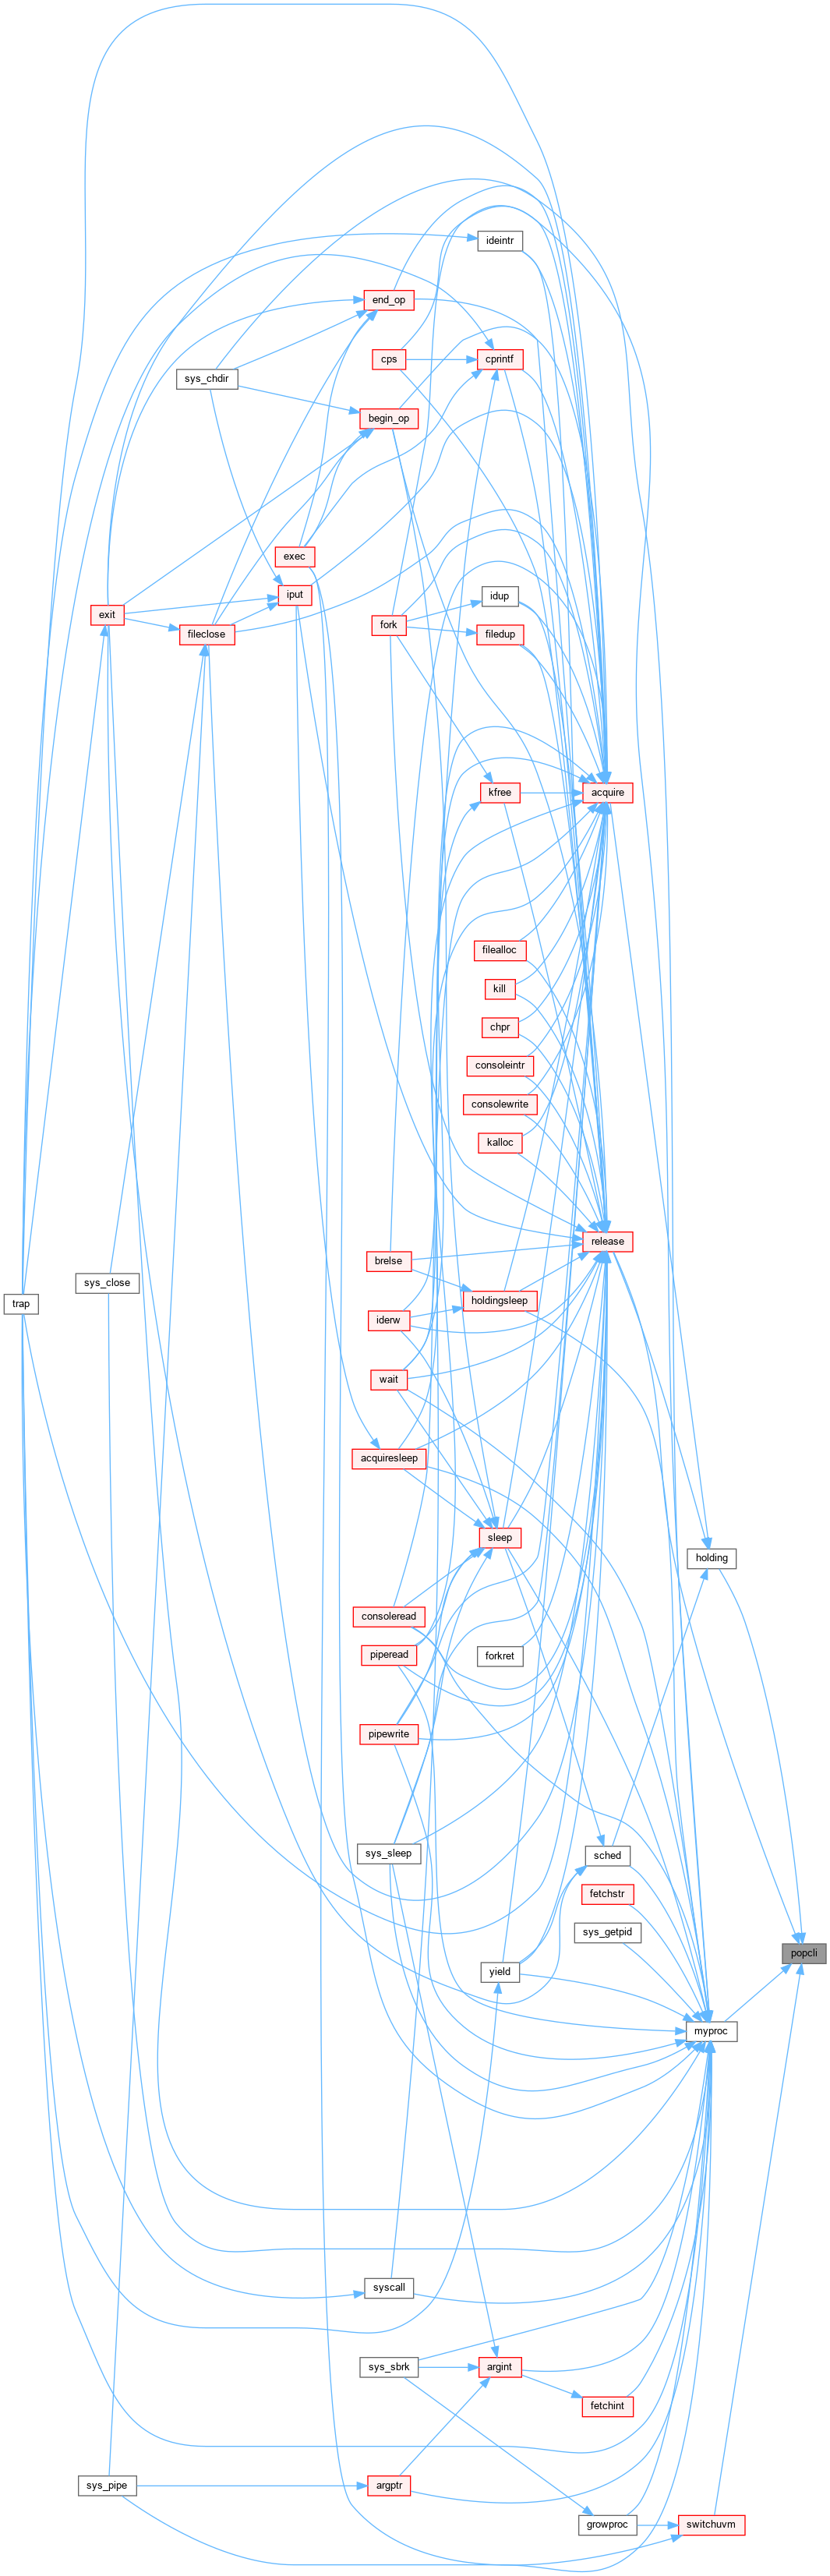 ideintr
end_op
cps
cprintf
sys_chdir
begin_op
exec
iput
idup
exit
fork
fileclose
filedup
kfree
acquire
filealloc
kill
chpr
consoleintr
consolewrite
kalloc
release
brelse
sys_close
holdingsleep
trap
iderw
wait
acquiresleep
sleep
holding
consoleread
piperead
forkret
pipewrite
sys_sleep
sched
fetchstr
sys_getpid
popcli
yield
myproc
syscall
sys_sbrk
argint
fetchint
sys_pipe
argptr
growproc
switchuvm